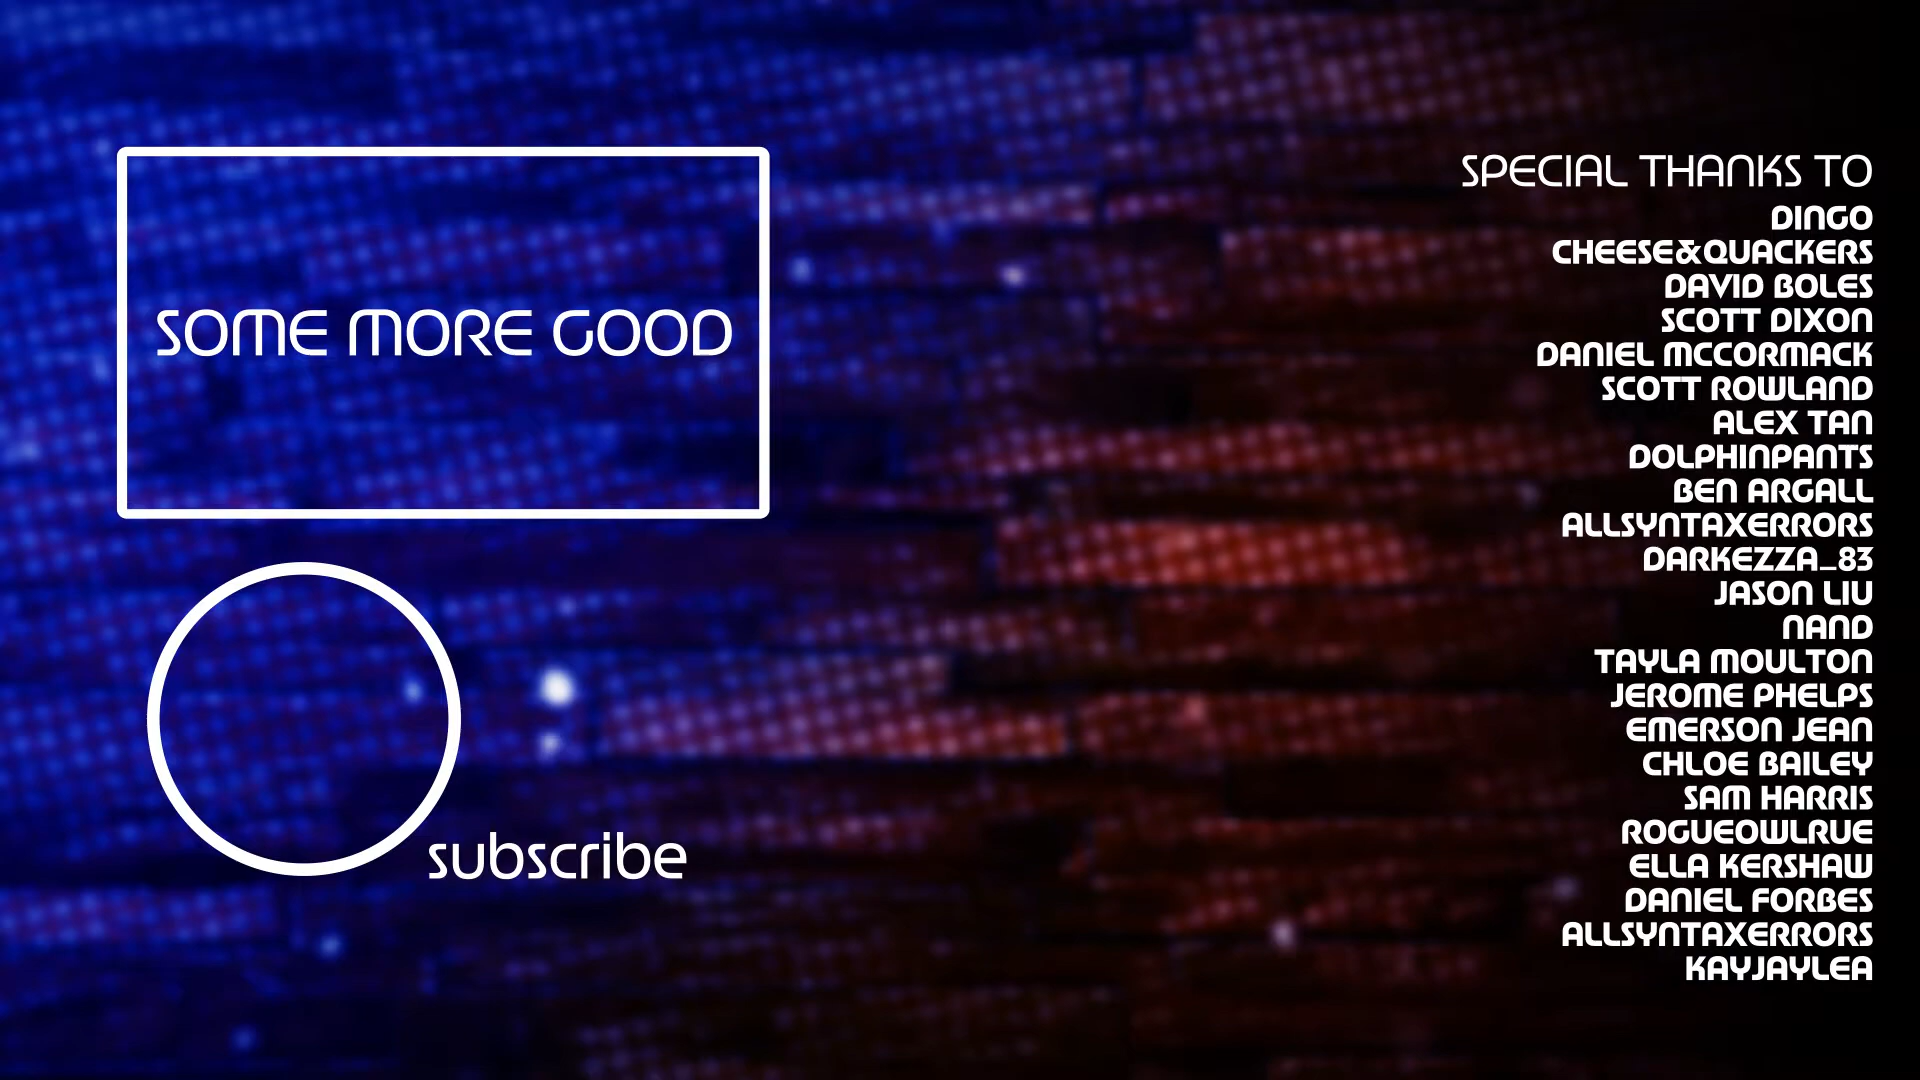 SOME MORE GOOD
subscribe
SPECIAL THANKS TO
DINGO
CHEESE&QUACKERS
DAVID BOLES
SCOTT DIXON
DANIEL MCCORMACK
SCOTT ROWLAND
ALEX TAN
DOLPHINPANTS
BEN ARGALL
ALLSYNTAXERRORS
DARKEZZA_83
JASON LIU
NAND
TAYLA MOULTON
JEROME PHELPS
EMERSON JEAN
CHLOE BAILEY
SAM HARRIS
ROGUEOWLRUE
ELLA KERSHAW
DANIEL FORBES
ALLSYNTAXERRORS
KAYJAYLEA